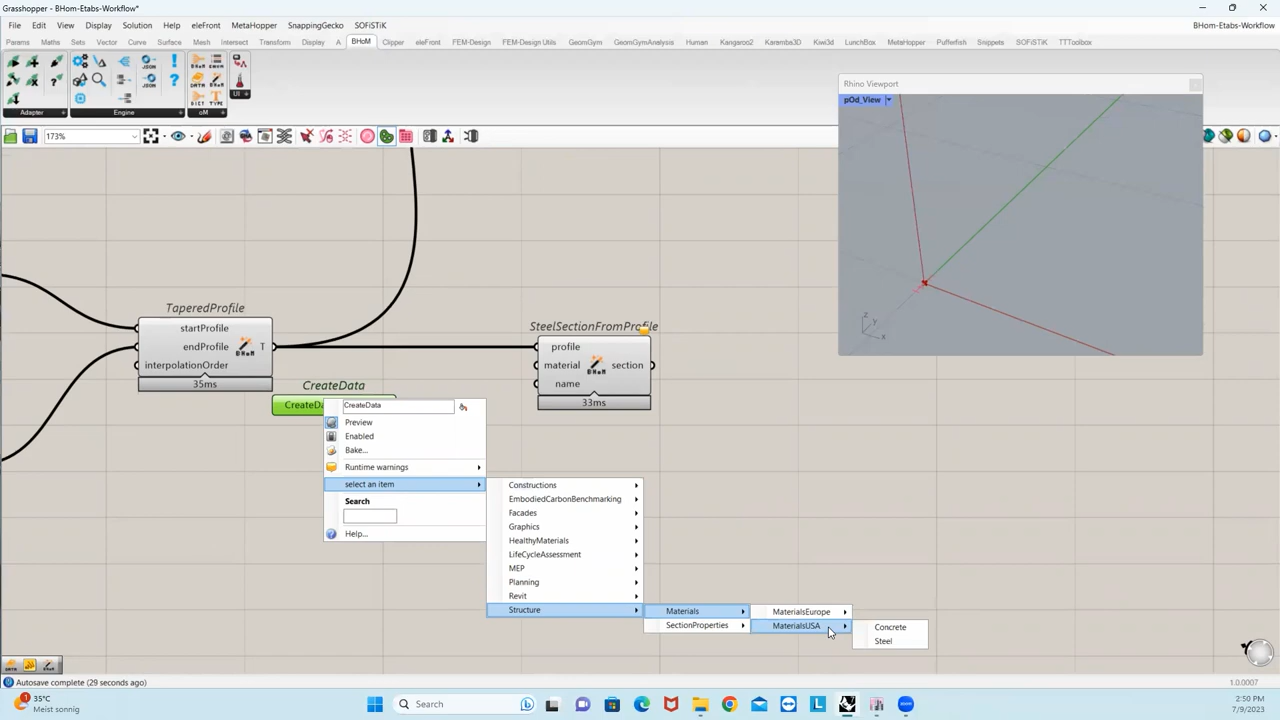 Grasshopper - BHom-Etabs-Workflow*
File Edit View Display Solution Help eleFront MetaHopper SnappingGecko SOFiSTiK BHom-Etabs-Workflow
Params Maths Sets Vector Curve Surface Mesh Intersect Transform Display A BHoM Clipper eleFront FEM-Design FEM-Design Utils GeomGym GeomGymAnalysis Human Kangaroo2 Karamba3D Kiwi3d LunchBox MetaHopper Pufferfish Snippets SOFiSTiK TTToolbox
Adapter Engine oM UI
173%
Rhino Viewport
pOd_View
TaperedProfile
startProfile
endProfile T
interpolationOrder
35ms
SteelSectionFromProfile
profile
material section
name
33ms
CreateData
CreateDa
CreateData
Preview
Enabled
Bake...
Runtime warnings
select an item
Search
Help...
Constructions
EmbodiedCarbonBenchmarking
Facades
Graphics
HealthyMaterials
LifeCycleAssessment
MEP
Planning
Revit
Structure
Materials
SectionProperties
MaterialsEurope
MaterialsUSA
Concrete
Steel
z
Y
x
Autosave complete (29 seconds ago) 1.0.0007
35°C
Meist sonnig
Search
2:50 PM
7/9/2023